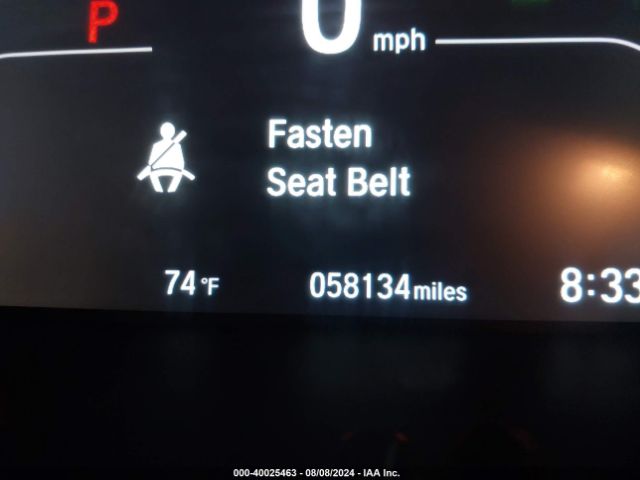 P
0 mph
Fasten
Seat Belt
74 °F 058134 miles 8:33
000-40025463 - 08/08/2024 - IAA Inc.